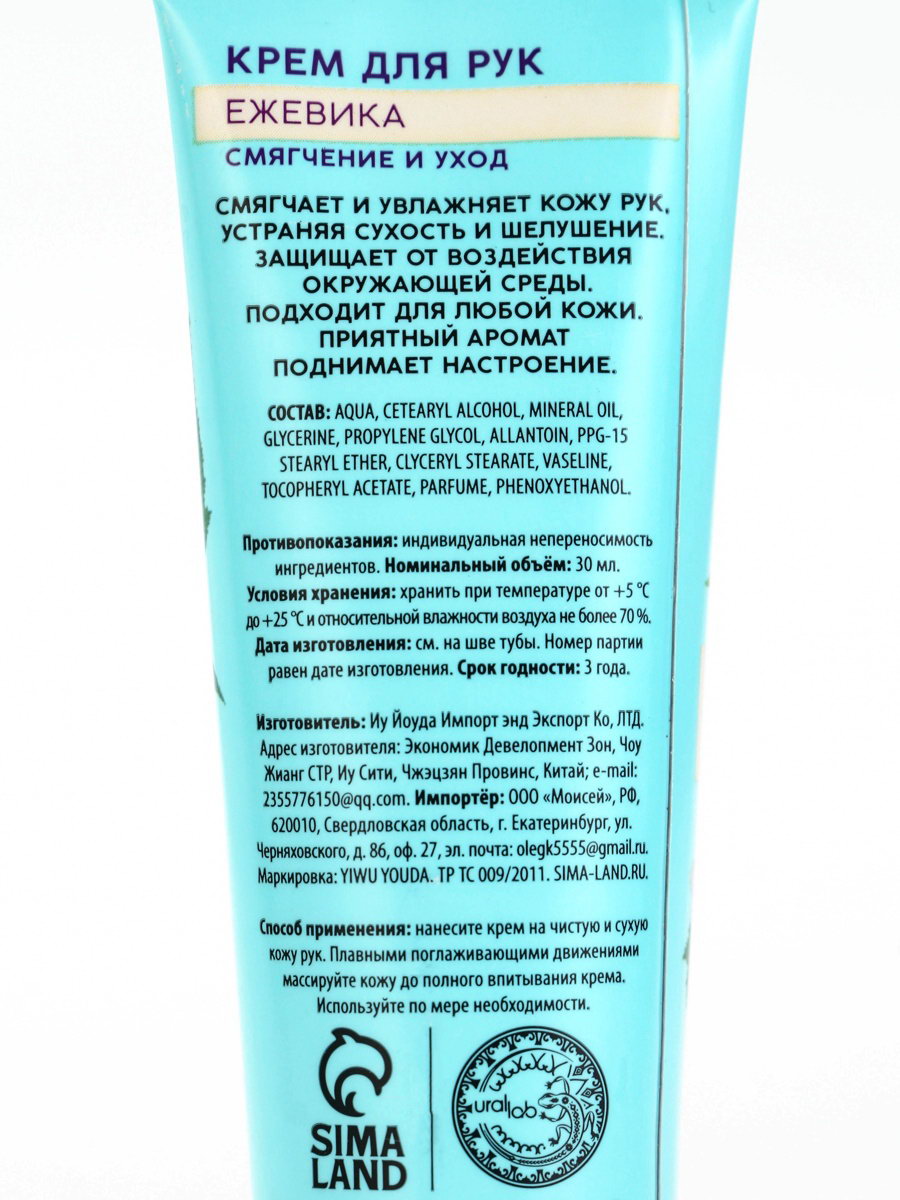 КРЕМ ДЛЯ РУК
ЕЖЕВИКА
СМЯГЧЕНИЕ И УХОД
СМЯГЧАЕТ И УВЛАЖНЯЕТ КОЖУ РУК,
УСТРАНЯЯ СУХОСТЬ И ШЕЛУШЕНИЕ.
ЗАЩИЩАЕТ ОТ ВОЗДЕЙСТВИЯ
ОКРУЖАЮЩЕЙ СРЕДЫ.
ПОДХОДИТ ДЛЯ ЛЮБОЙ КОЖИ.
ПРИЯТНЫЙ АРОМАТ
ПОДНИМАЕТ НАСТРОЕНИЕ.
СОСТАВ: AQUA, CETEARYL ALCOHOL, MINERAL OIL,
GLYCERINE, PROPYLENE GLYCOL, ALLANTOIN, PPG-15
STEARYL ETHER, CLYCERYL STEARATE, VASELINE,
TOCOPHERYL ACETATE, PARFUME, PHENOXYETHANOL.
Противопоказания: индивидуальная непереносимость
ингредиентов. Номинальный объём: 30 мл.
Условия хранения: хранить при температуре от +5 °C
до +25 °C и относительной влажности воздуха не более 70 %.
Дата изготовления: см. на шве тубы. Номер партии
равен дате изготовления. Срок годности: 3 года.
Изготовитель: Иу Йоуда Импорт энд Экспорт Ко, ЛТД.
Адрес изготовителя: Экономик Девелопмент Зон, Чоу
Жианг СТР, Иу Сити, Чжэцзян Провинс, Китай; e-mail:
2355776150@qq.com. Импортёр: ООО «Моисей», РФ,
620010, Свердловская область, г. Екатеринбург, ул.
Черняховского, д. 86, оф. 27, эл. почта: olegk5555@gmail.ru.
Маркировка: YIWU YOUDA. ТР ТС 009/2011. SIMA-LAND.RU.
Способ применения: нанесите крем на чистую и сухую
кожу рук. Плавными поглаживающими движениями
массируйте кожу до полного впитывания крема.
Используйте по мере необходимости.
SIMA
LAND
ural lab